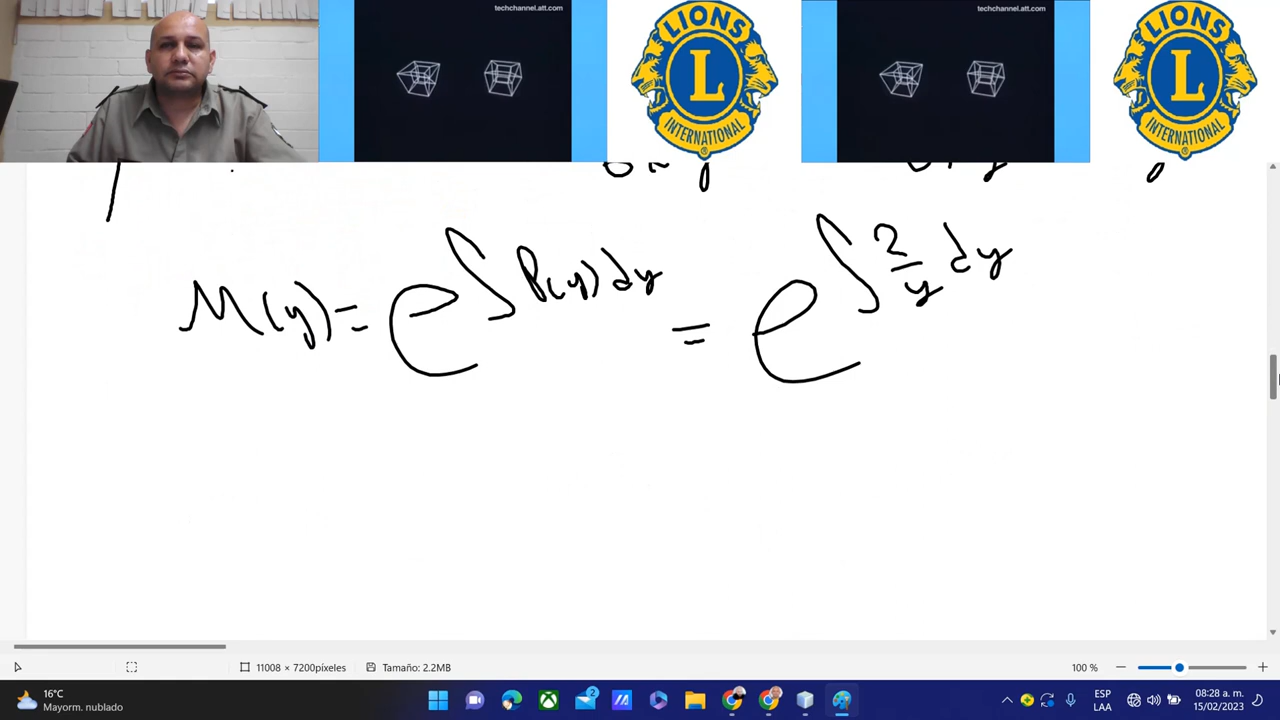 techchannel.att.com
LIONS
L
INTERNATIONAL
techchannel.att.com
LIONS
L
INTERNATIONAL
M(y) = e^∫P(y)dy = e^∫2/y dy
11008 × 7200píxeles
Tamaño: 2.2MB
100 %
16°C
Mayorm. nublado
2
ESP
LAA
08:28 a. m.
15/02/2023